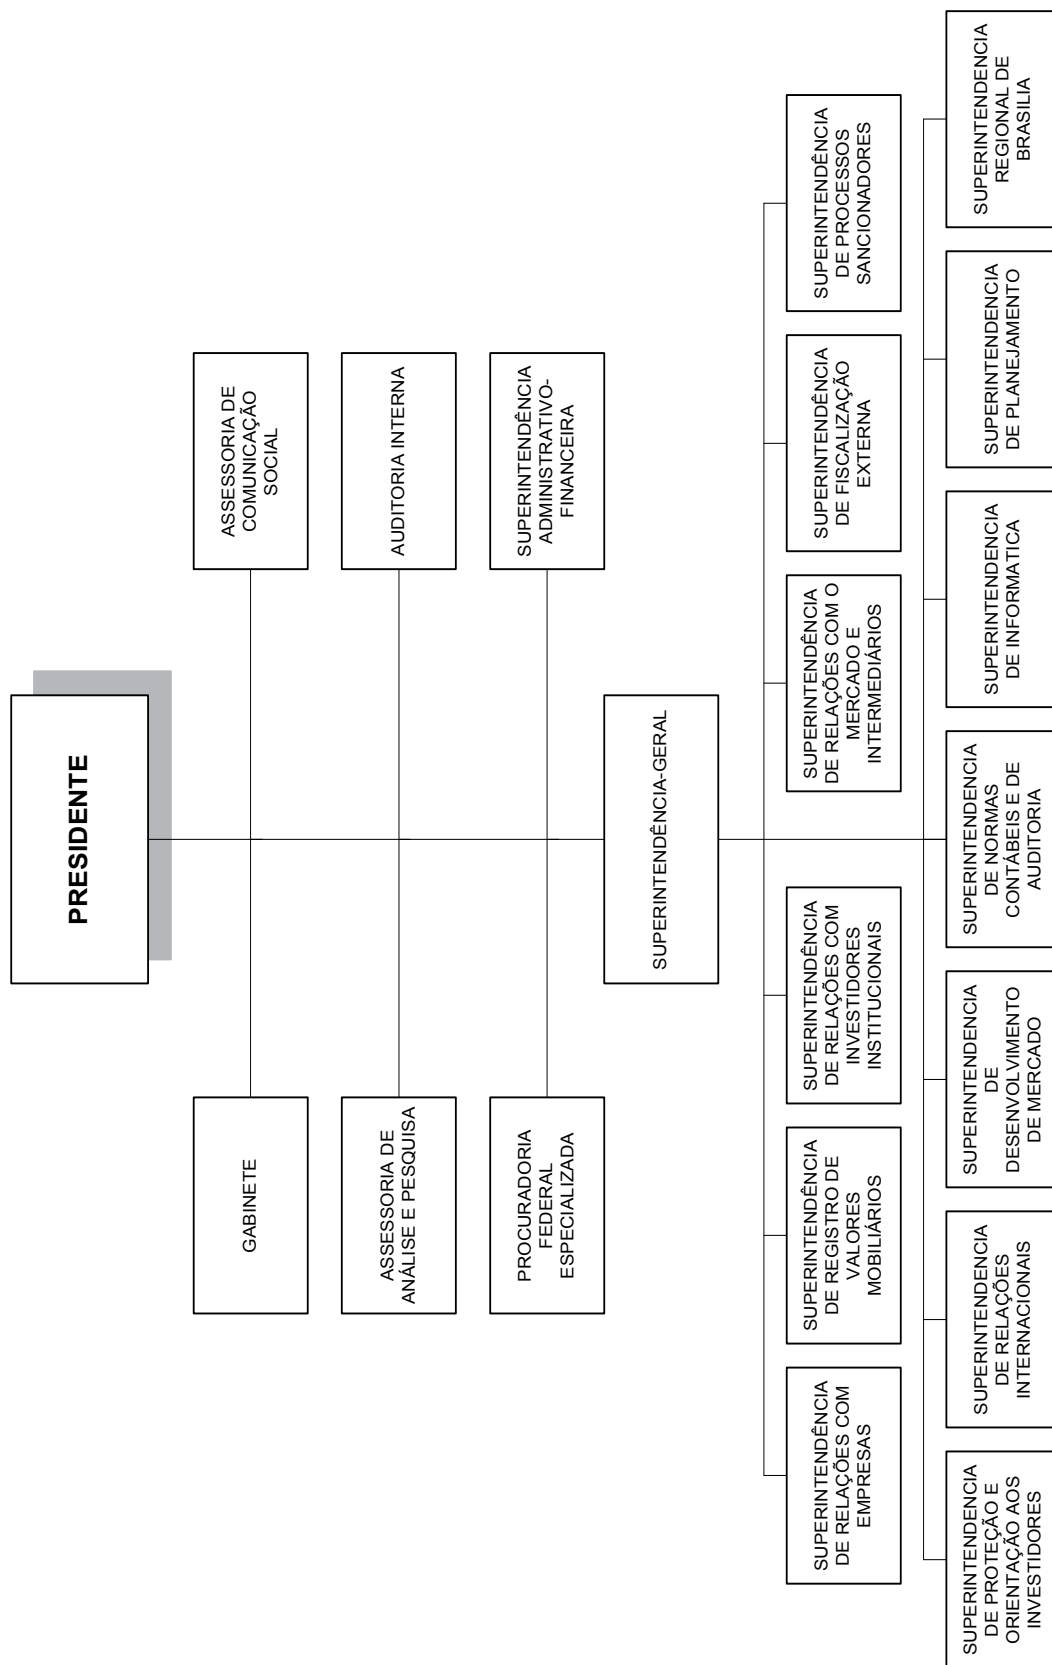 PRESIDENTE
GABINETE
ASSESSORIA DE
COMUNICAÇÃO
SOCIAL
ASSESSORIA DE
ANÁLISE E PESQUISA
AUDITORIA INTERNA
PROCURADORIA
FEDERAL
ESPECIALIZADA
SUPERINTENDÊNCIA
ADMINISTRATIVO-
FINANCEIRA
SUPERINTENDÊNCIA-GERAL
SUPERINTENDÊNCIA
DE RELAÇÕES COM
EMPRESAS
SUPERINTENDÊNCIA
DE REGISTRO DE
VALORES
MOBILIÁRIOS
SUPERINTENDÊNCIA
DE RELAÇÕES COM
INVESTIDORES
INSTITUCIONAIS
SUPERINTENDÊNCIA
DE RELAÇÕES COM O
MERCADO E
INTERMEDIÁRIOS
SUPERINTENDÊNCIA
DE FISCALIZAÇÃO
EXTERNA
SUPERINTENDÊNCIA
DE PROCESSOS
SANCIONADORES
SUPERINTENDENCIA
DE PROTEÇÃO E
ORIENTAÇÃO AOS
INVESTIDORES
SUPERINTENDENCIA
DE RELAÇÕES
INTERNACIONAIS
SUPERINTENDENCIA
DE
DESENVOLVIMENTO
DE MERCADO
SUPERINTENDENCIA
DE NORMAS
CONTÁBEIS E DE
AUDITORIA
SUPERINTENDENCIA
DE INFORMATICA
SUPERINTENDENCIA
DE PLANEJAMENTO
SUPERINTENDENCIA
REGIONAL DE
BRASILIA